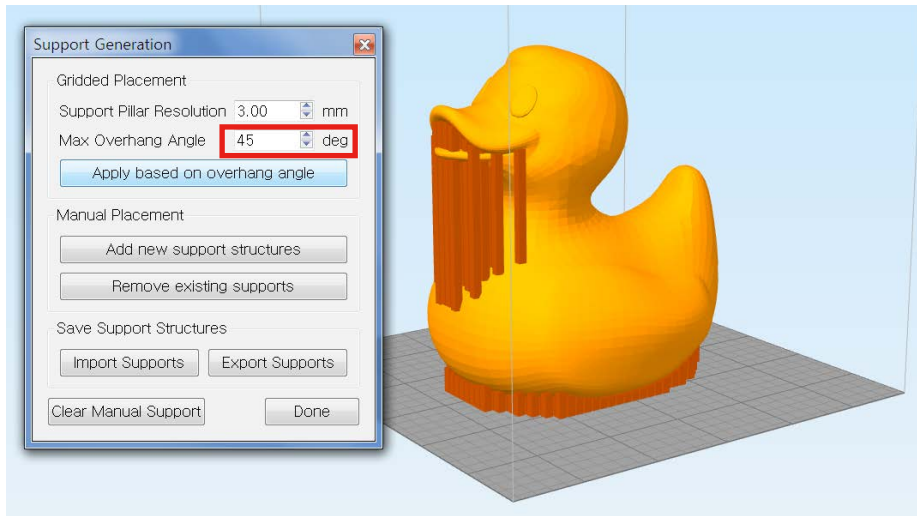 Support Generation
Gridded Placement
Support Pillar Resolution 3.00 mm
Max Overhang Angle 45 deg
Apply based on overhang angle
Manual Placement
Add new support structures
Remove existing supports
Save Support Structures
Import Supports Export Supports
Clear Manual Support Done